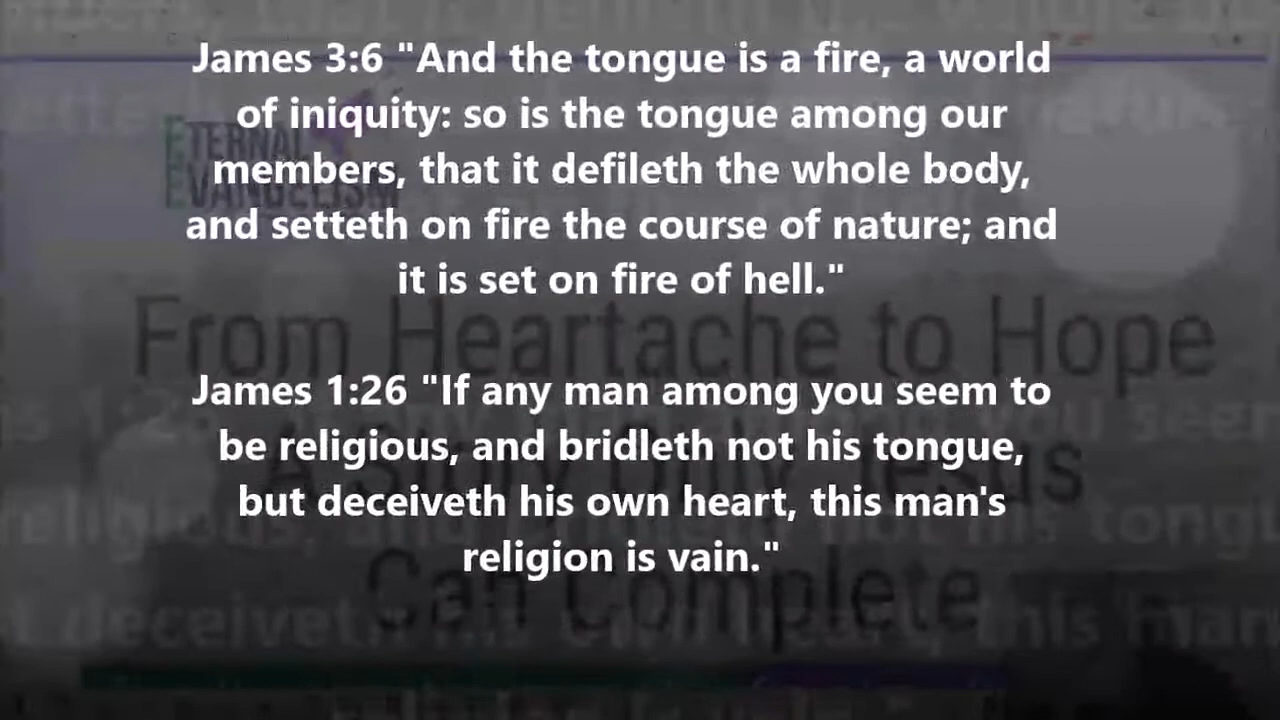 James 3:6 "And the tongue is a fire, a world
of iniquity: so is the tongue among our
members, that it defileth the whole body,
and setteth on fire the course of nature; and
it is set on fire of hell."
ETERNAL
EVANGELISM
From Heartache to Hope
James 1:26 "If any man among you seem to
be religious, and bridleth not his tongue,
but deceiveth his own heart, this man's
religion is vain."
Can Complete